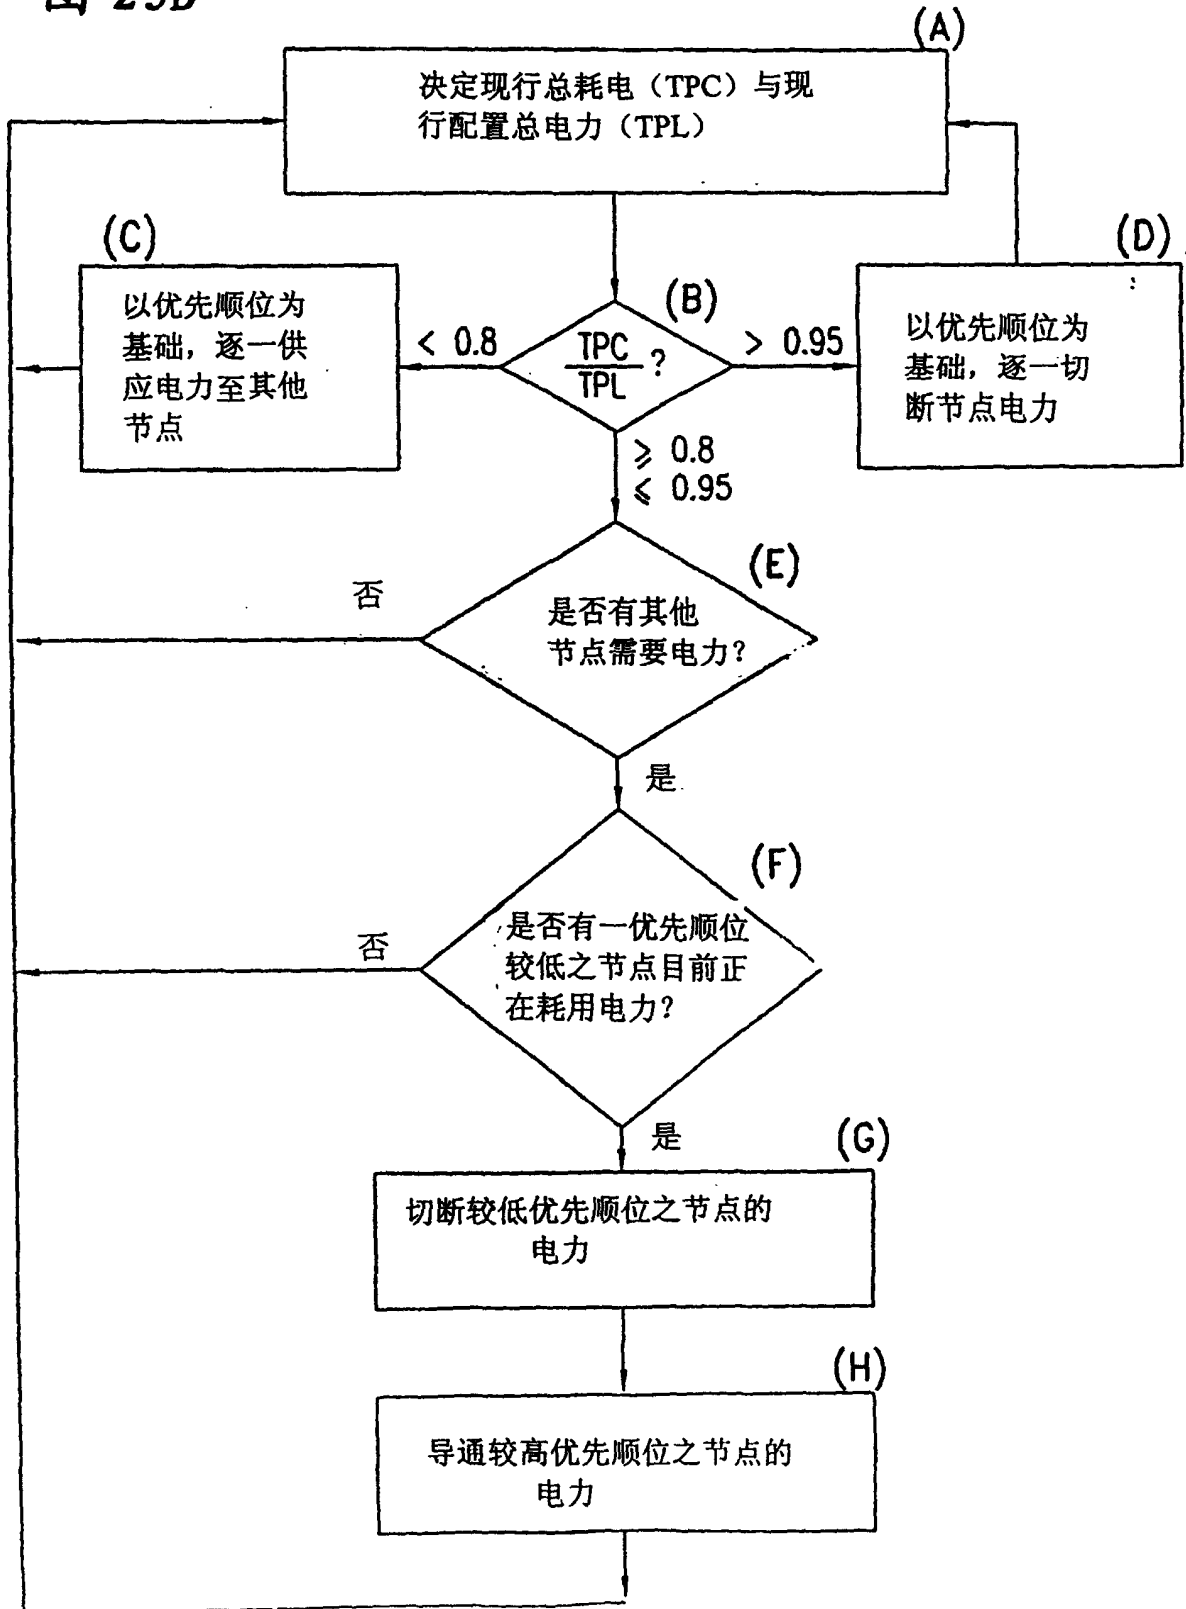 图 23B
(A)
决定现行总耗电（TPC）与现
行配置总电力（TPL）
(C)
以优先顺位为
基础，逐一供
应电力至其他
节点
(B)
TPC
TPL
?
< 0.8
> 0.95
(D)
以优先顺位为
基础，逐一切
断节点电力
≥ 0.8
≤ 0.95
(E)
是否有其他
节点需要电力？
否
是
(F)
是否有一优先顺位
较低之节点目前正
在耗用电力？
否
是
(G)
切断较低优先顺位之节点的
电力
(H)
导通较高优先顺位之节点的
电力